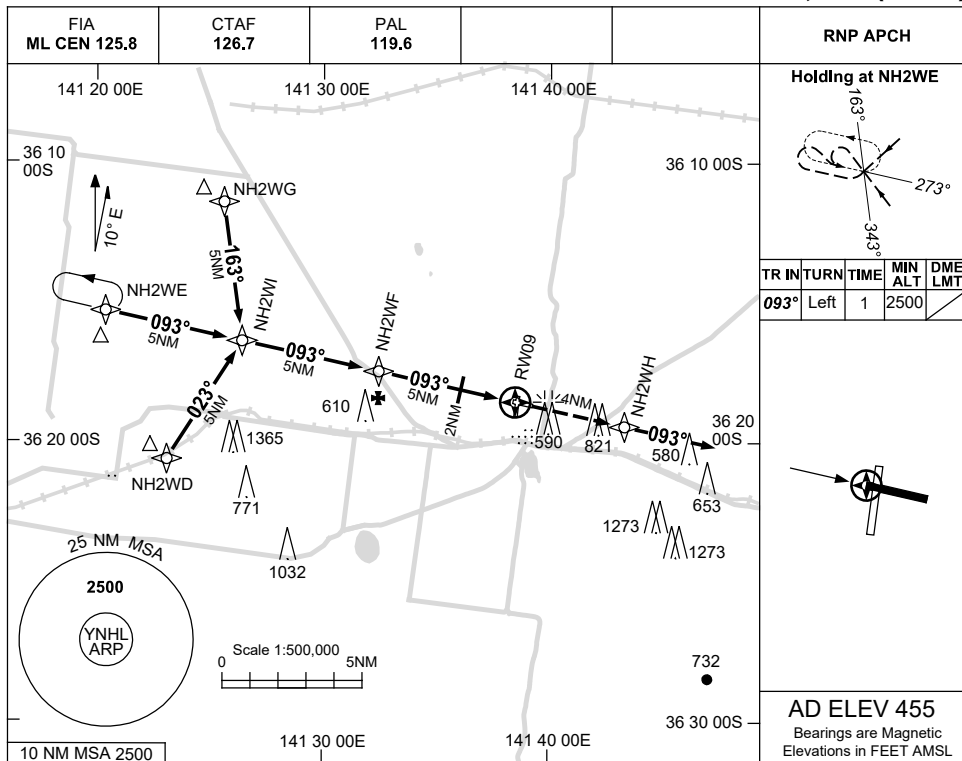 FIA
ML CEN 125.8
CTAF
126.7
PAL
119.6
RNP APCH
141 20 00E
141 30 00E
141 40 00E
Holding at NH2WE
163°
273°
343°
36 10
00S
36 10 00S
NH2WG
10° E
163°
5NM
TR IN TURN TIME MIN ALT DME LMT
093° Left 1 2500
NH2WE
NH2WI
NH2WF
RW09
NH2WH
093°
5NM
093°
5NM
093°
5NM
2NM
4NM
093°
023°
5NM
610
590
821
580
653
36 20 00S
36 20
00S
1365
NH2WD
771
1273
1273
1032
25 NM MSA
2500
YNHL
ARP
Scale 1:500,000
0 5NM
732
36 30 00S
141 30 00E
141 40 00E
10 NM MSA 2500
AD ELEV 455
Bearings are Magnetic
Elevations in FEET AMSL